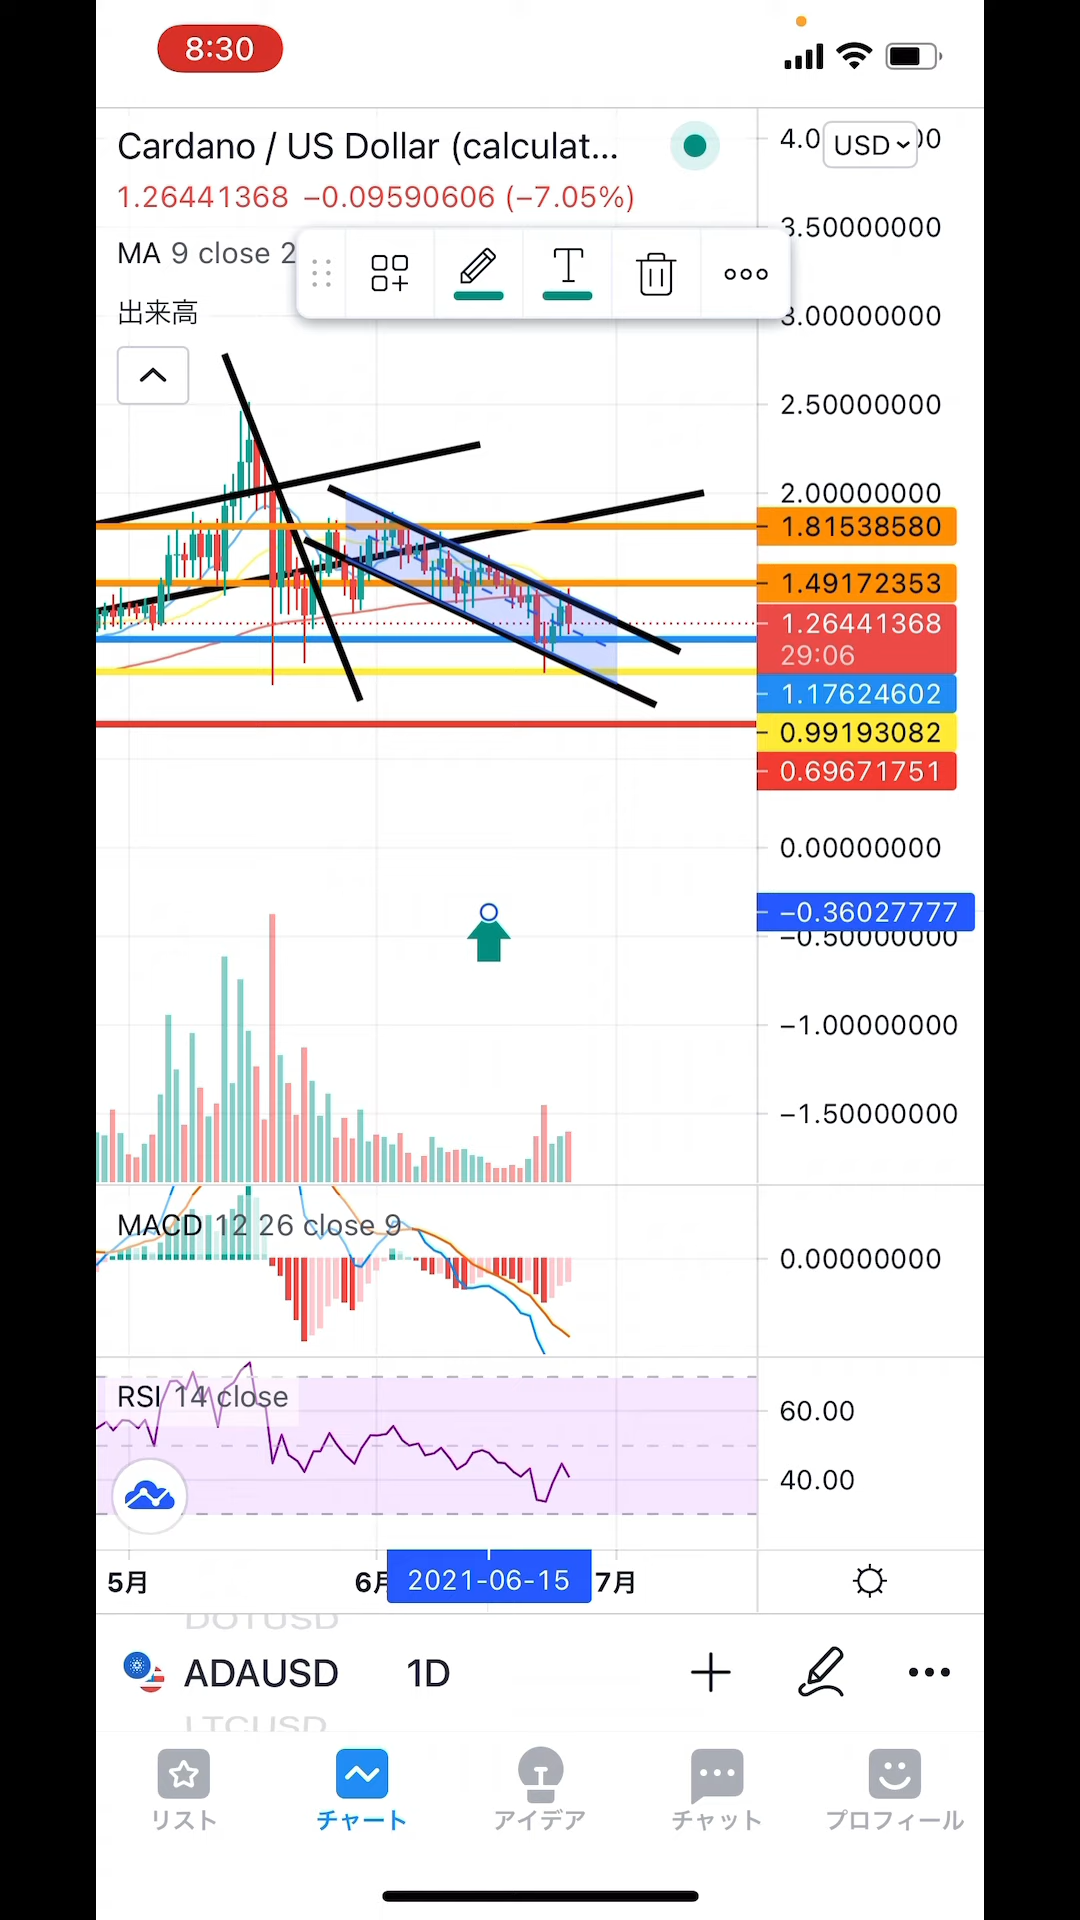 8:30
Cardano / US Dollar (calculat...
1.26441368 −0.09590606 (−7.05%)
MA 9 close 2
出来高
USD
3.50000000
3.00000000
2.50000000
2.00000000
1.81538580
1.49172353
1.26441368
29:06
1.17624602
0.99193082
0.69671751
0.00000000
−0.36027777
−0.50000000
−1.00000000
−1.50000000
MACD 12 26 close 9
0.00000000
RSI 14 close
60.00
40.00
5月
6月
2021-06-15
7月
DOTUSD
ADAUSD 1D
LTCUSD
リスト
チャート
アイデア
チャット
プロフィール